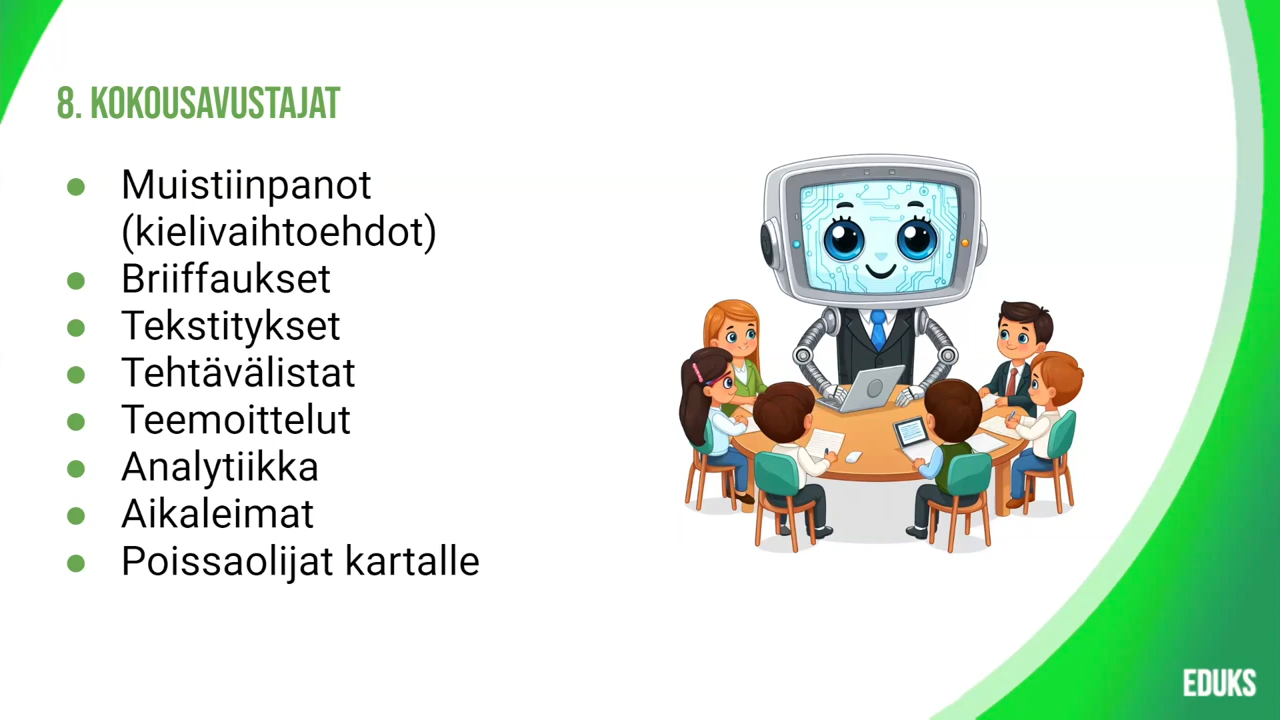 8. KOKOUSAVUSTAJAT
● Muistiinpanot
(kielivaihtoehdot)
● Briiffaukset
● Tekstitykset
● Tehtävälistat
● Teemoittelut
● Analytiikka
● Aikaleimat
● Poissaolijat kartalle
EDUKS